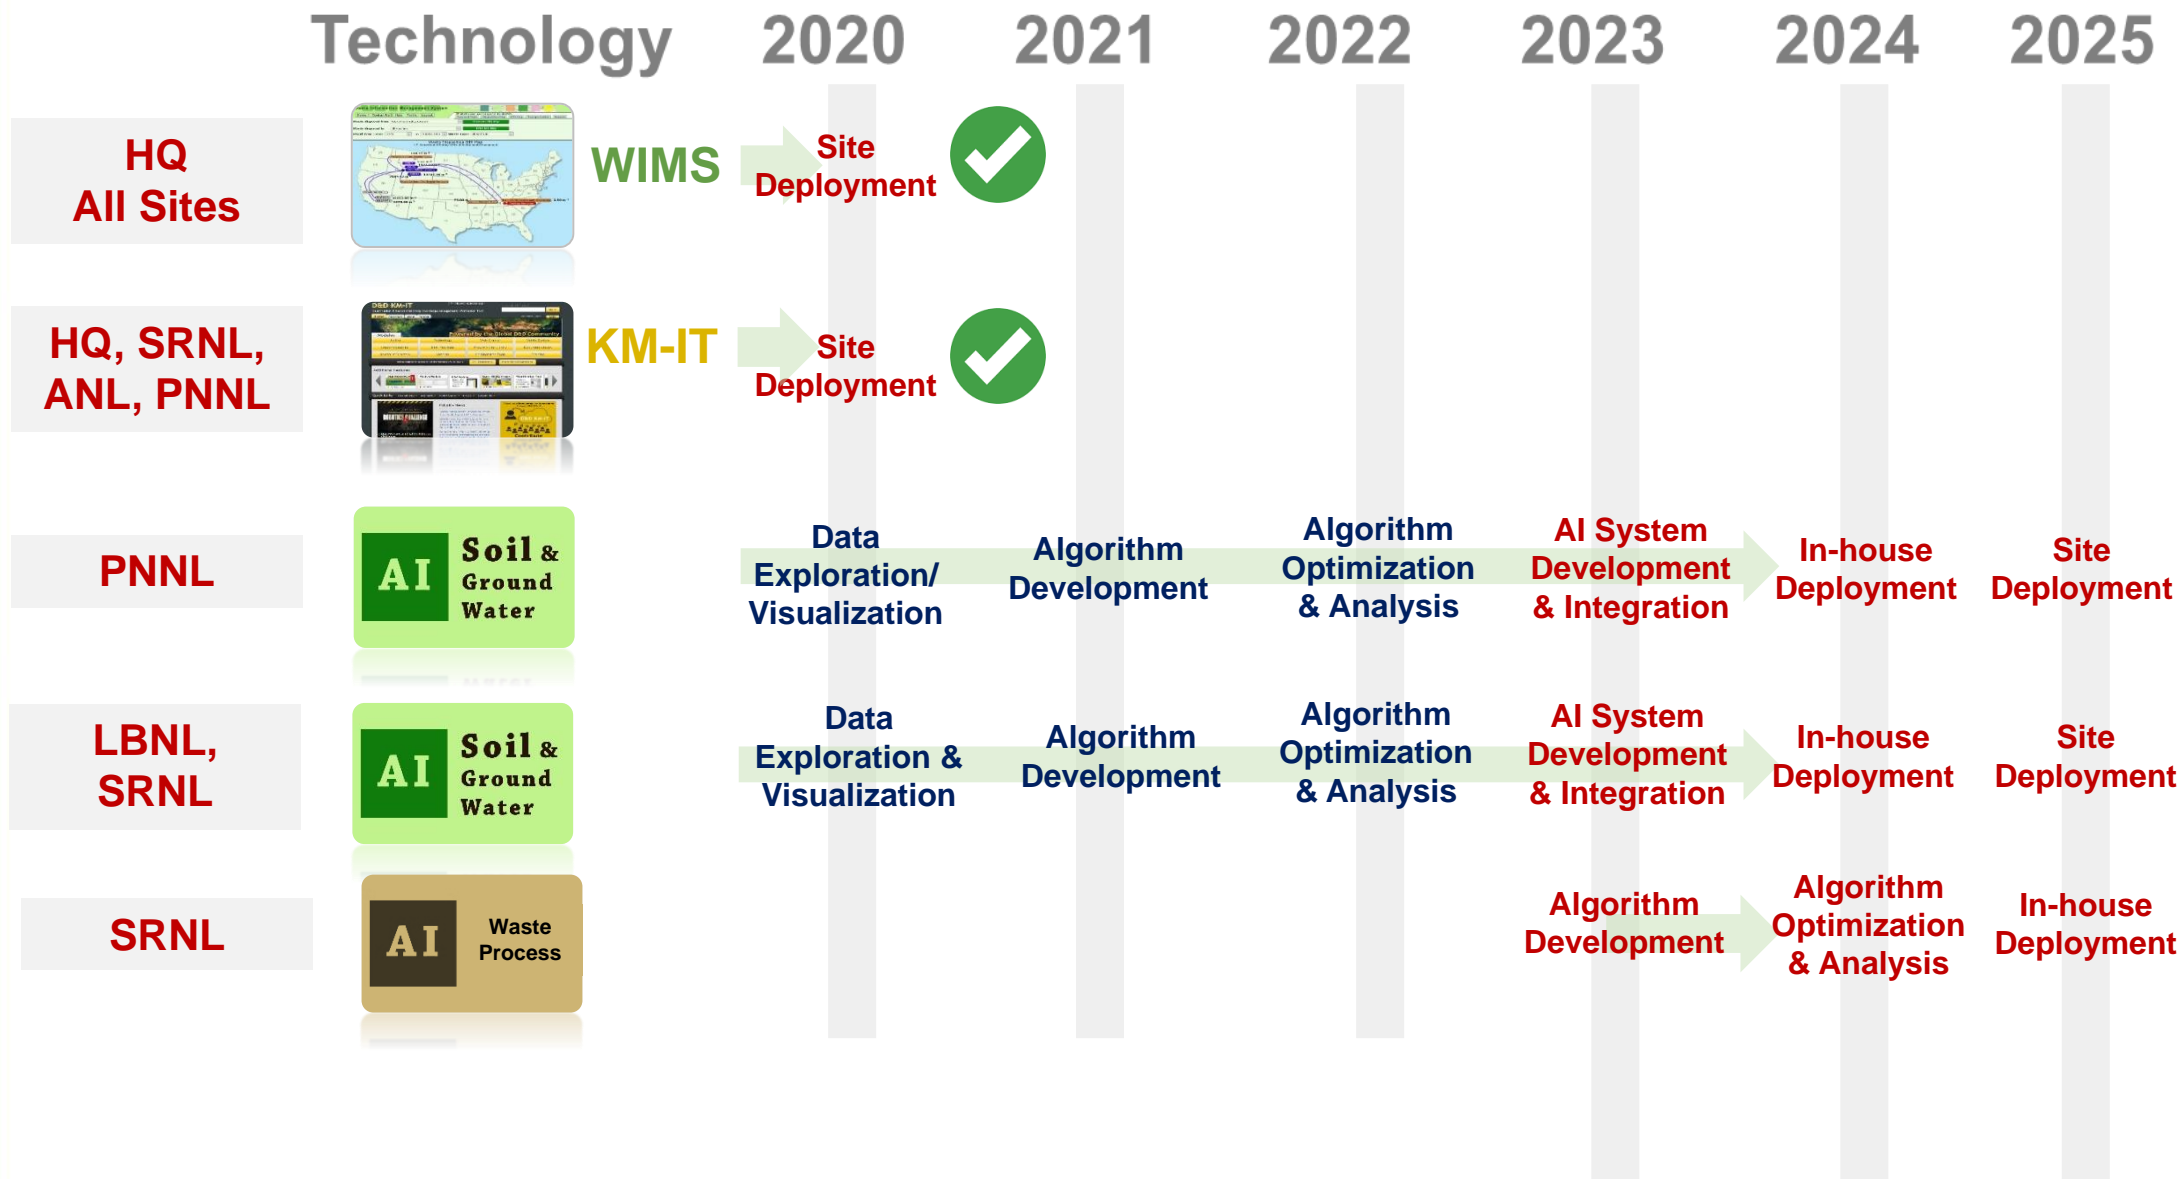 Technology 2020 2021 2022 2023 2024 2025
HQ
All Sites
WIMS
Site
Deployment
HQ, SRNL,
ANL, PNNL
D&D KM-IT
KM-IT
Site
Deployment
PNNL
AI
Soil &
Ground
Water
Data
Exploration/
Visualization
Algorithm
Development
Algorithm
Optimization
& Analysis
AI System
Development
& Integration
In-house
Deployment
Site
Deployment
LBNL,
SRNL
AI
Soil &
Ground
Water
Data
Exploration &
Visualization
Algorithm
Development
Algorithm
Optimization
& Analysis
AI System
Development
& Integration
In-house
Deployment
Site
Deployment
SRNL
AI
Waste
Process
Algorithm
Development
Algorithm
Optimization
& Analysis
In-house
Deployment